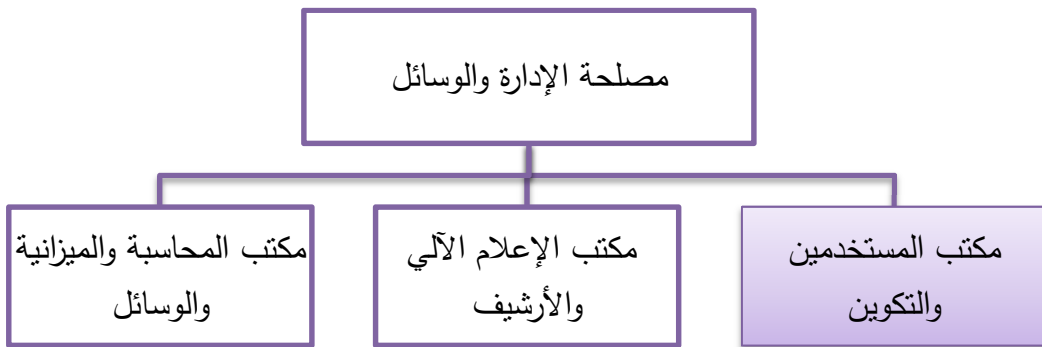 مصلحة الإدارة والوسائل
مكتب المستخدمين
والتكوين
مكتب الإعلام الآلي
والأرشيف
مكتب المحاسبة والميزانية
والوسائل